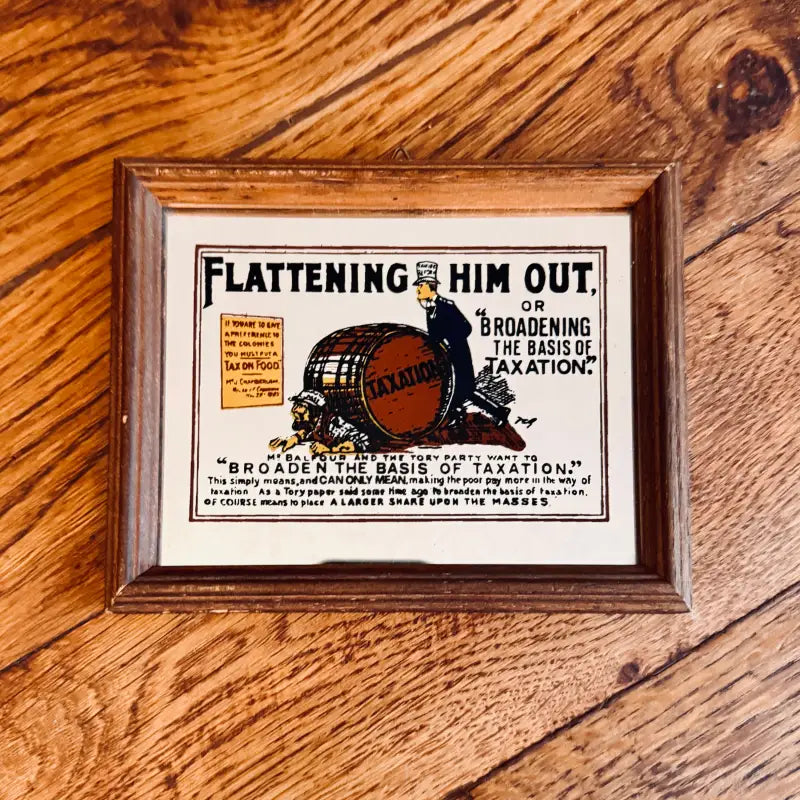 FLATTENING HIM OUT,
OR
"BROADENING
THE BASIS OF
TAXATION."
IF YOU ARE TO GIVE
A PREFERENCE TO
THE COLONIES
YOU MUST PUT A
TAX ON FOOD
MR J CHAMBERLAIN.
TAXATION
MR BALFOUR AND THE TORY PARTY WANT TO
"BROADEN THE BASIS OF TAXATION."
This simply means, and CAN ONLY MEAN, making the poor pay more in the way of
taxation As a Tory paper said some time ago to broaden the basis of taxation,
OF COURSE means to place A LARGER SHARE UPON THE MASSES